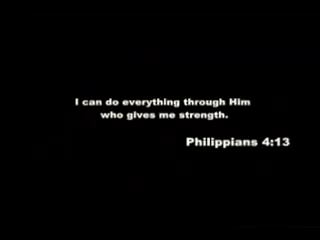 I can do everything through Him
who gives me strength.
Philippians 4:13